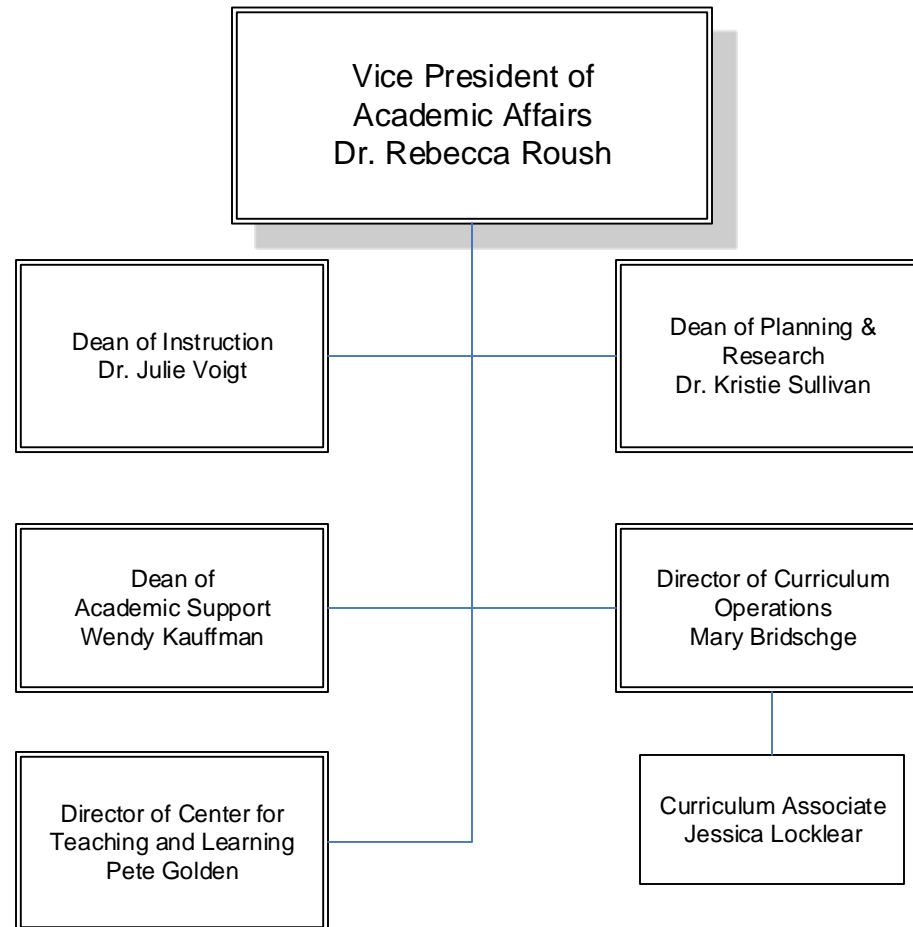 Vice President of
Academic Affairs
Dr. Rebecca Roush
Dean of Instruction
Dr. Julie Voigt
Dean of Planning &
Research
Dr. Kristie Sullivan
Dean of
Academic Support
Wendy Kauffman
Director of Curriculum
Operations
Mary Bridschge
Director of Center for
Teaching and Learning
Pete Golden
Curriculum Associate
Jessica Locklear